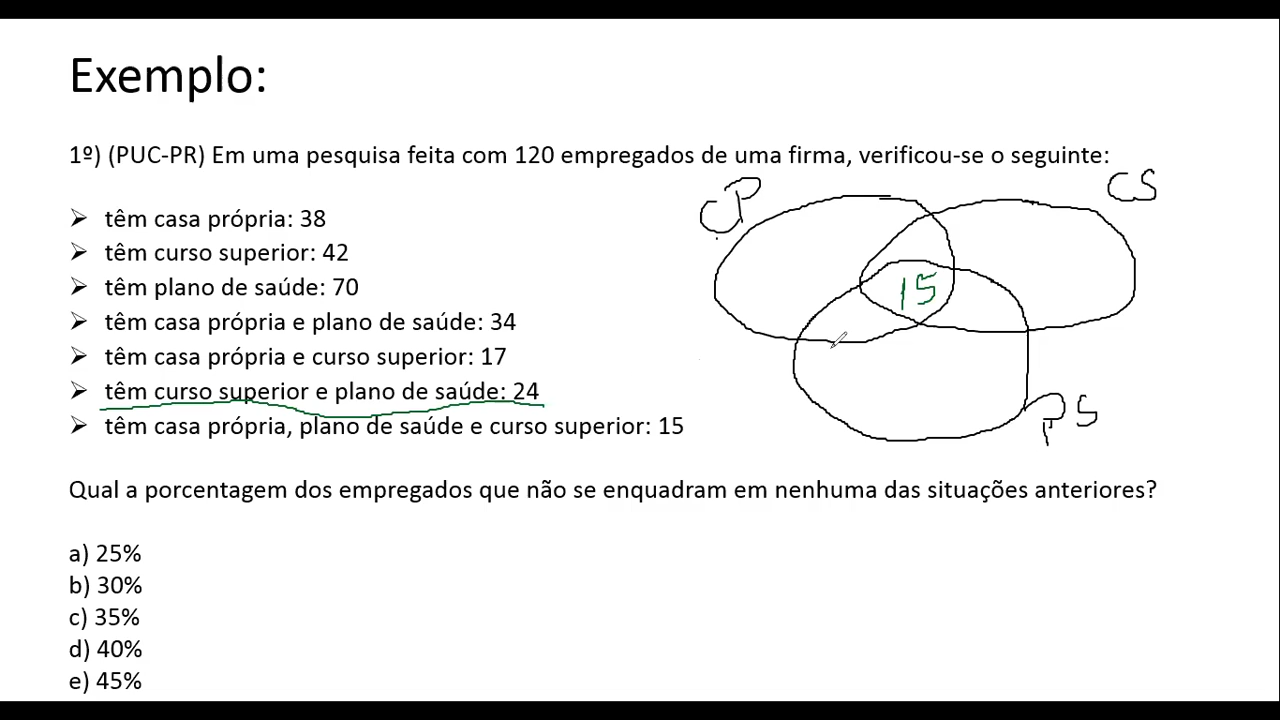 Exemplo:
1º) (PUC-PR) Em uma pesquisa feita com 120 empregados de uma firma, verificou-se o seguinte:
CP
CS
➢ têm casa própria: 38
➢ têm curso superior: 42
➢ têm plano de saúde: 70
15
➢ têm casa própria e plano de saúde: 34
➢ têm casa própria e curso superior: 17
➢ têm curso superior e plano de saúde: 24
PS
➢ têm casa própria, plano de saúde e curso superior: 15
Qual a porcentagem dos empregados que não se enquadram em nenhuma das situações anteriores?
a) 25%
b) 30%
c) 35%
d) 40%
e) 45%